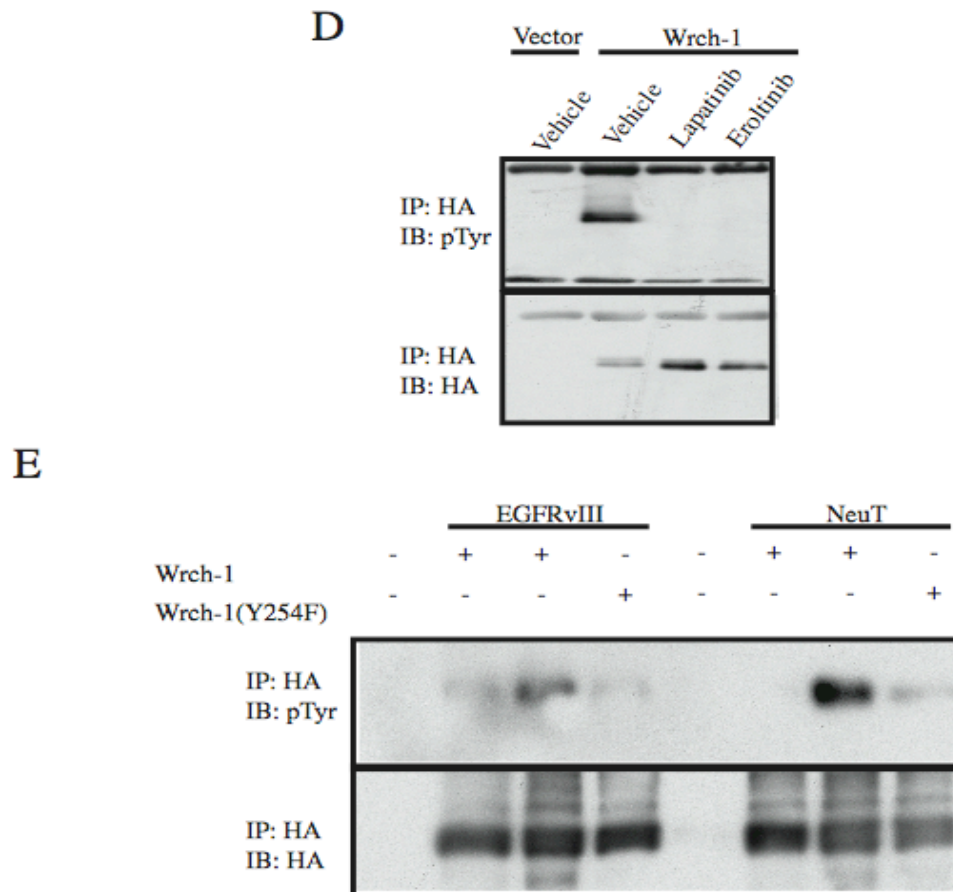 D
Vector Wrch-1
Vehicle Vehicle Lapatinib Eroltinib
IP: HA
IB: pTyr
IP: HA
IB: HA
E
EGFRvIII NeuT
Wrch-1 - + + - - + + -
Wrch-1(Y254F) - - - + - - - +
IP: HA
IB: pTyr
IP: HA
IB: HA